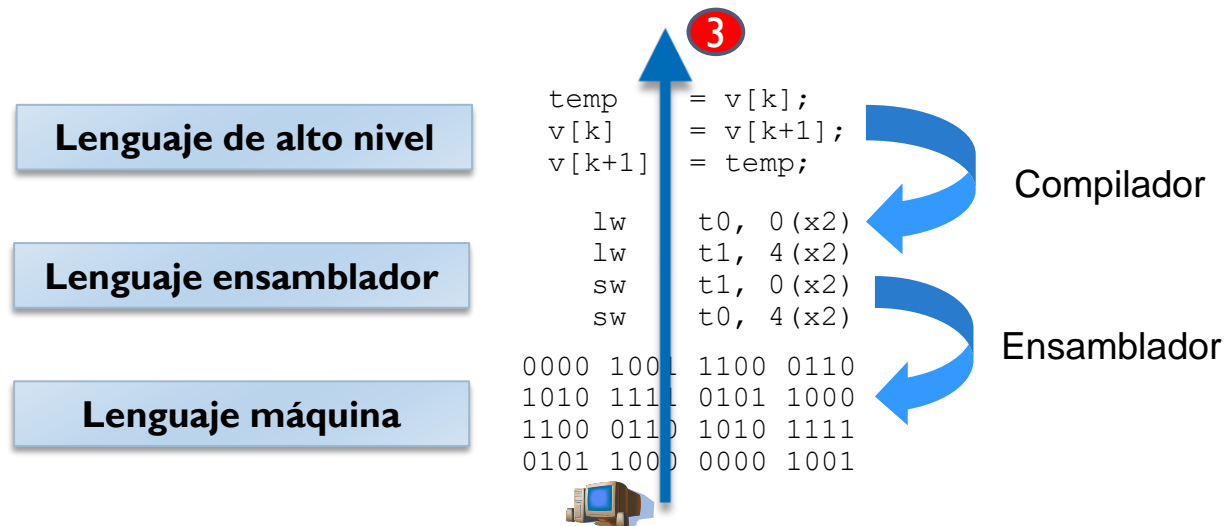 3
temp = v[k];
v[k] = v[k+1];
v[k+1] = temp;
Lenguaje de alto nivel
Compilador
lw t0, 0(x2)
lw t1, 4(x2)
sw t1, 0(x2)
sw t0, 4(x2)
Lenguaje ensamblador
Ensamblador
0000 1001 1100 0110
1010 1111 0101 1000
1100 0110 1010 1111
0101 1000 0000 1001
Lenguaje máquina